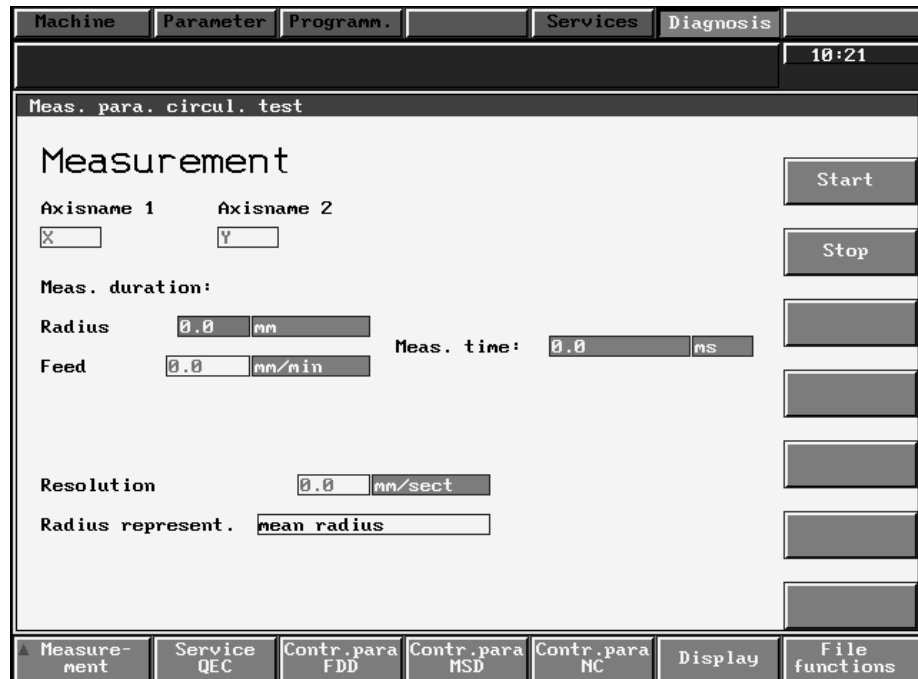 Machine Parameter Programm. Services Diagnosis
10:21
Meas. para. circul. test
Measurement
Start
Axisname 1 Axisname 2
X Y
Stop
Meas. duration:
Radius 0.0 mm
Meas. time: 0.0 ms
Feed 0.0 mm/min
Resolution 0.0 mm/sect
Radius represent. mean radius
Measure-
ment
Service
QEC
Contr.para
FDD
Contr.para
MSD
Contr.para
NC
Display
File
functions